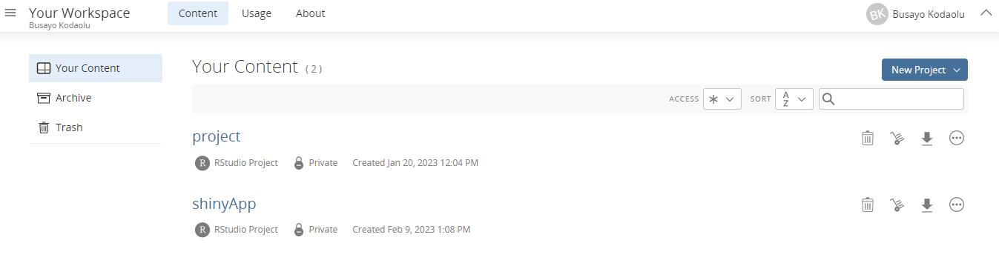 Your Workspace
Busayo Kodaolu
Content
Usage
About
BK
Busayo Kodaolu
Your Content
Archive
Trash
Your Content (2)
New Project
ACCESS
SORT
A
Z
project
R
RStudio Project
Private
Created Jan 20, 2023 12:04 PM
shinyApp
R
RStudio Project
Private
Created Feb 9, 2023 1:08 PM